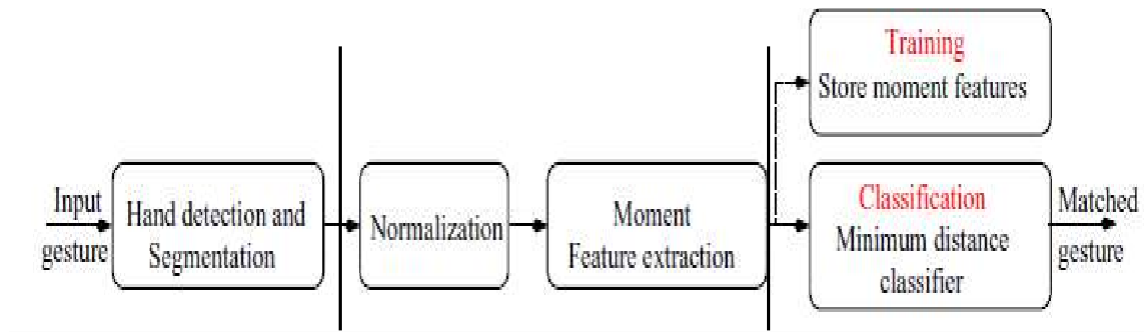 Training
Store moment features
Input
gesture
Hand detection and
Segmentation
Normalization
Moment
Feature extraction
Classification
Minimum distance
classifier
Matched
gesture